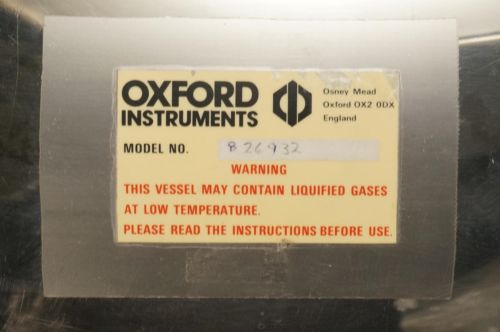 OXFORD
INSTRUMENTS
Osney Mead
Oxford OX2 0DX
England
MODEL NO. 826932
WARNING
THIS VESSEL MAY CONTAIN LIQUIFIED GASES
AT LOW TEMPERATURE.
PLEASE READ THE INSTRUCTIONS BEFORE USE.